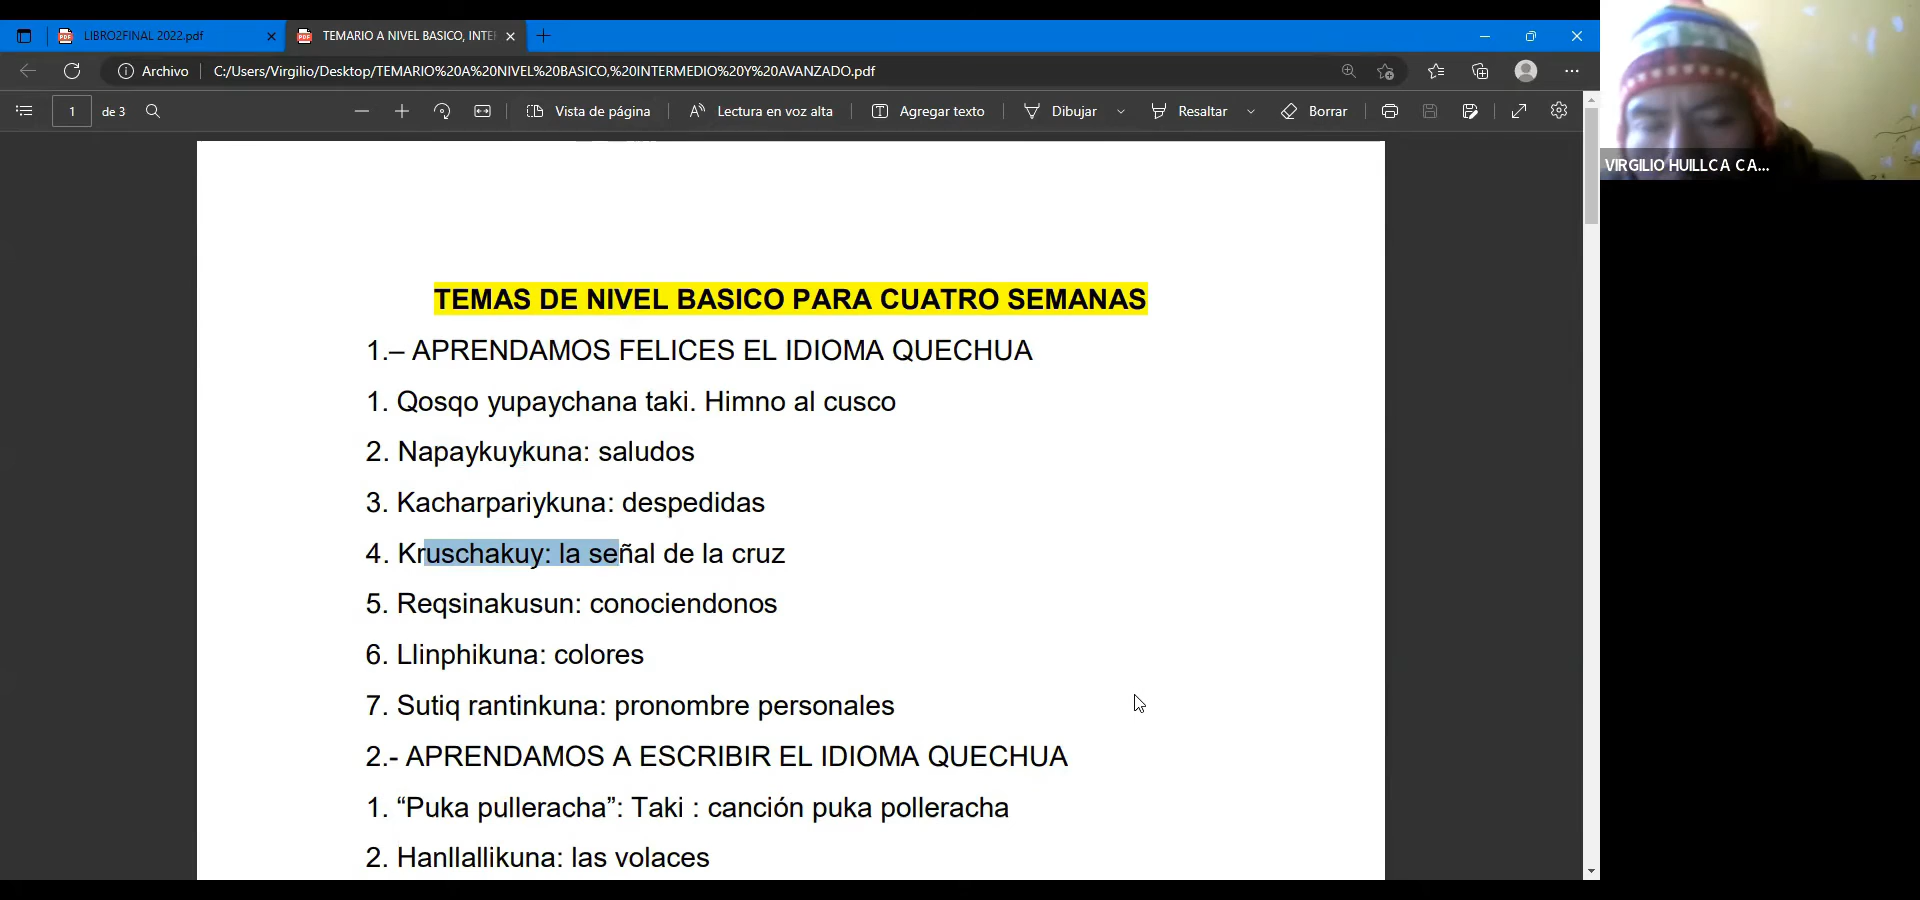 LIBRO2FINAL 2022.pdf
TEMARIO A NIVEL BASICO, INTE
Archivo
C:/Users/Virgilio/Desktop/TEMARIO%20A%20NIVEL%20BASICO,%20INTERMEDIO%20Y%20AVANZADO.pdf
1 de 3
Vista de página
Lectura en voz alta
Agregar texto
Dibujar
Resaltar
Borrar
VIRGILIO HUILLCA CA...
TEMAS DE NIVEL BASICO PARA CUATRO SEMANAS
1.– APRENDAMOS FELICES EL IDIOMA QUECHUA
1. Qosqo yupaychana taki. Himno al cusco
2. Napaykuykuna: saludos
3. Kacharpariykuna: despedidas
4. Kruschakuy: la señal de la cruz
5. Reqsinakusun: conociendonos
6. Llinphikuna: colores
7. Sutiq rantinkuna: pronombre personales
2.- APRENDAMOS A ESCRIBIR EL IDIOMA QUECHUA
1. “Puka pulleracha”: Taki : canción puka polleracha
2. Hanllallikuna: las volaces